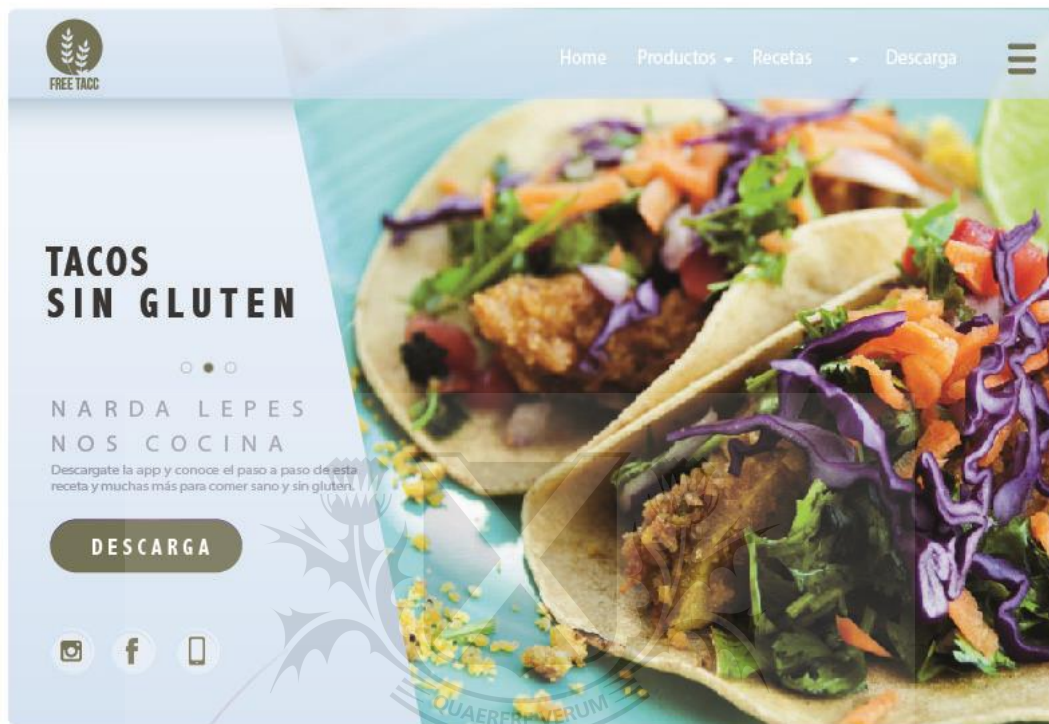 FREE TACC
Home Productos Recetas Descarga
TACOS
SIN GLUTEN
NARDA LEPES
NOS COCINA
Descargate la app y conoce el paso a paso de esta
receta y muchas más para comer sano y sin gluten.
DESCARGA